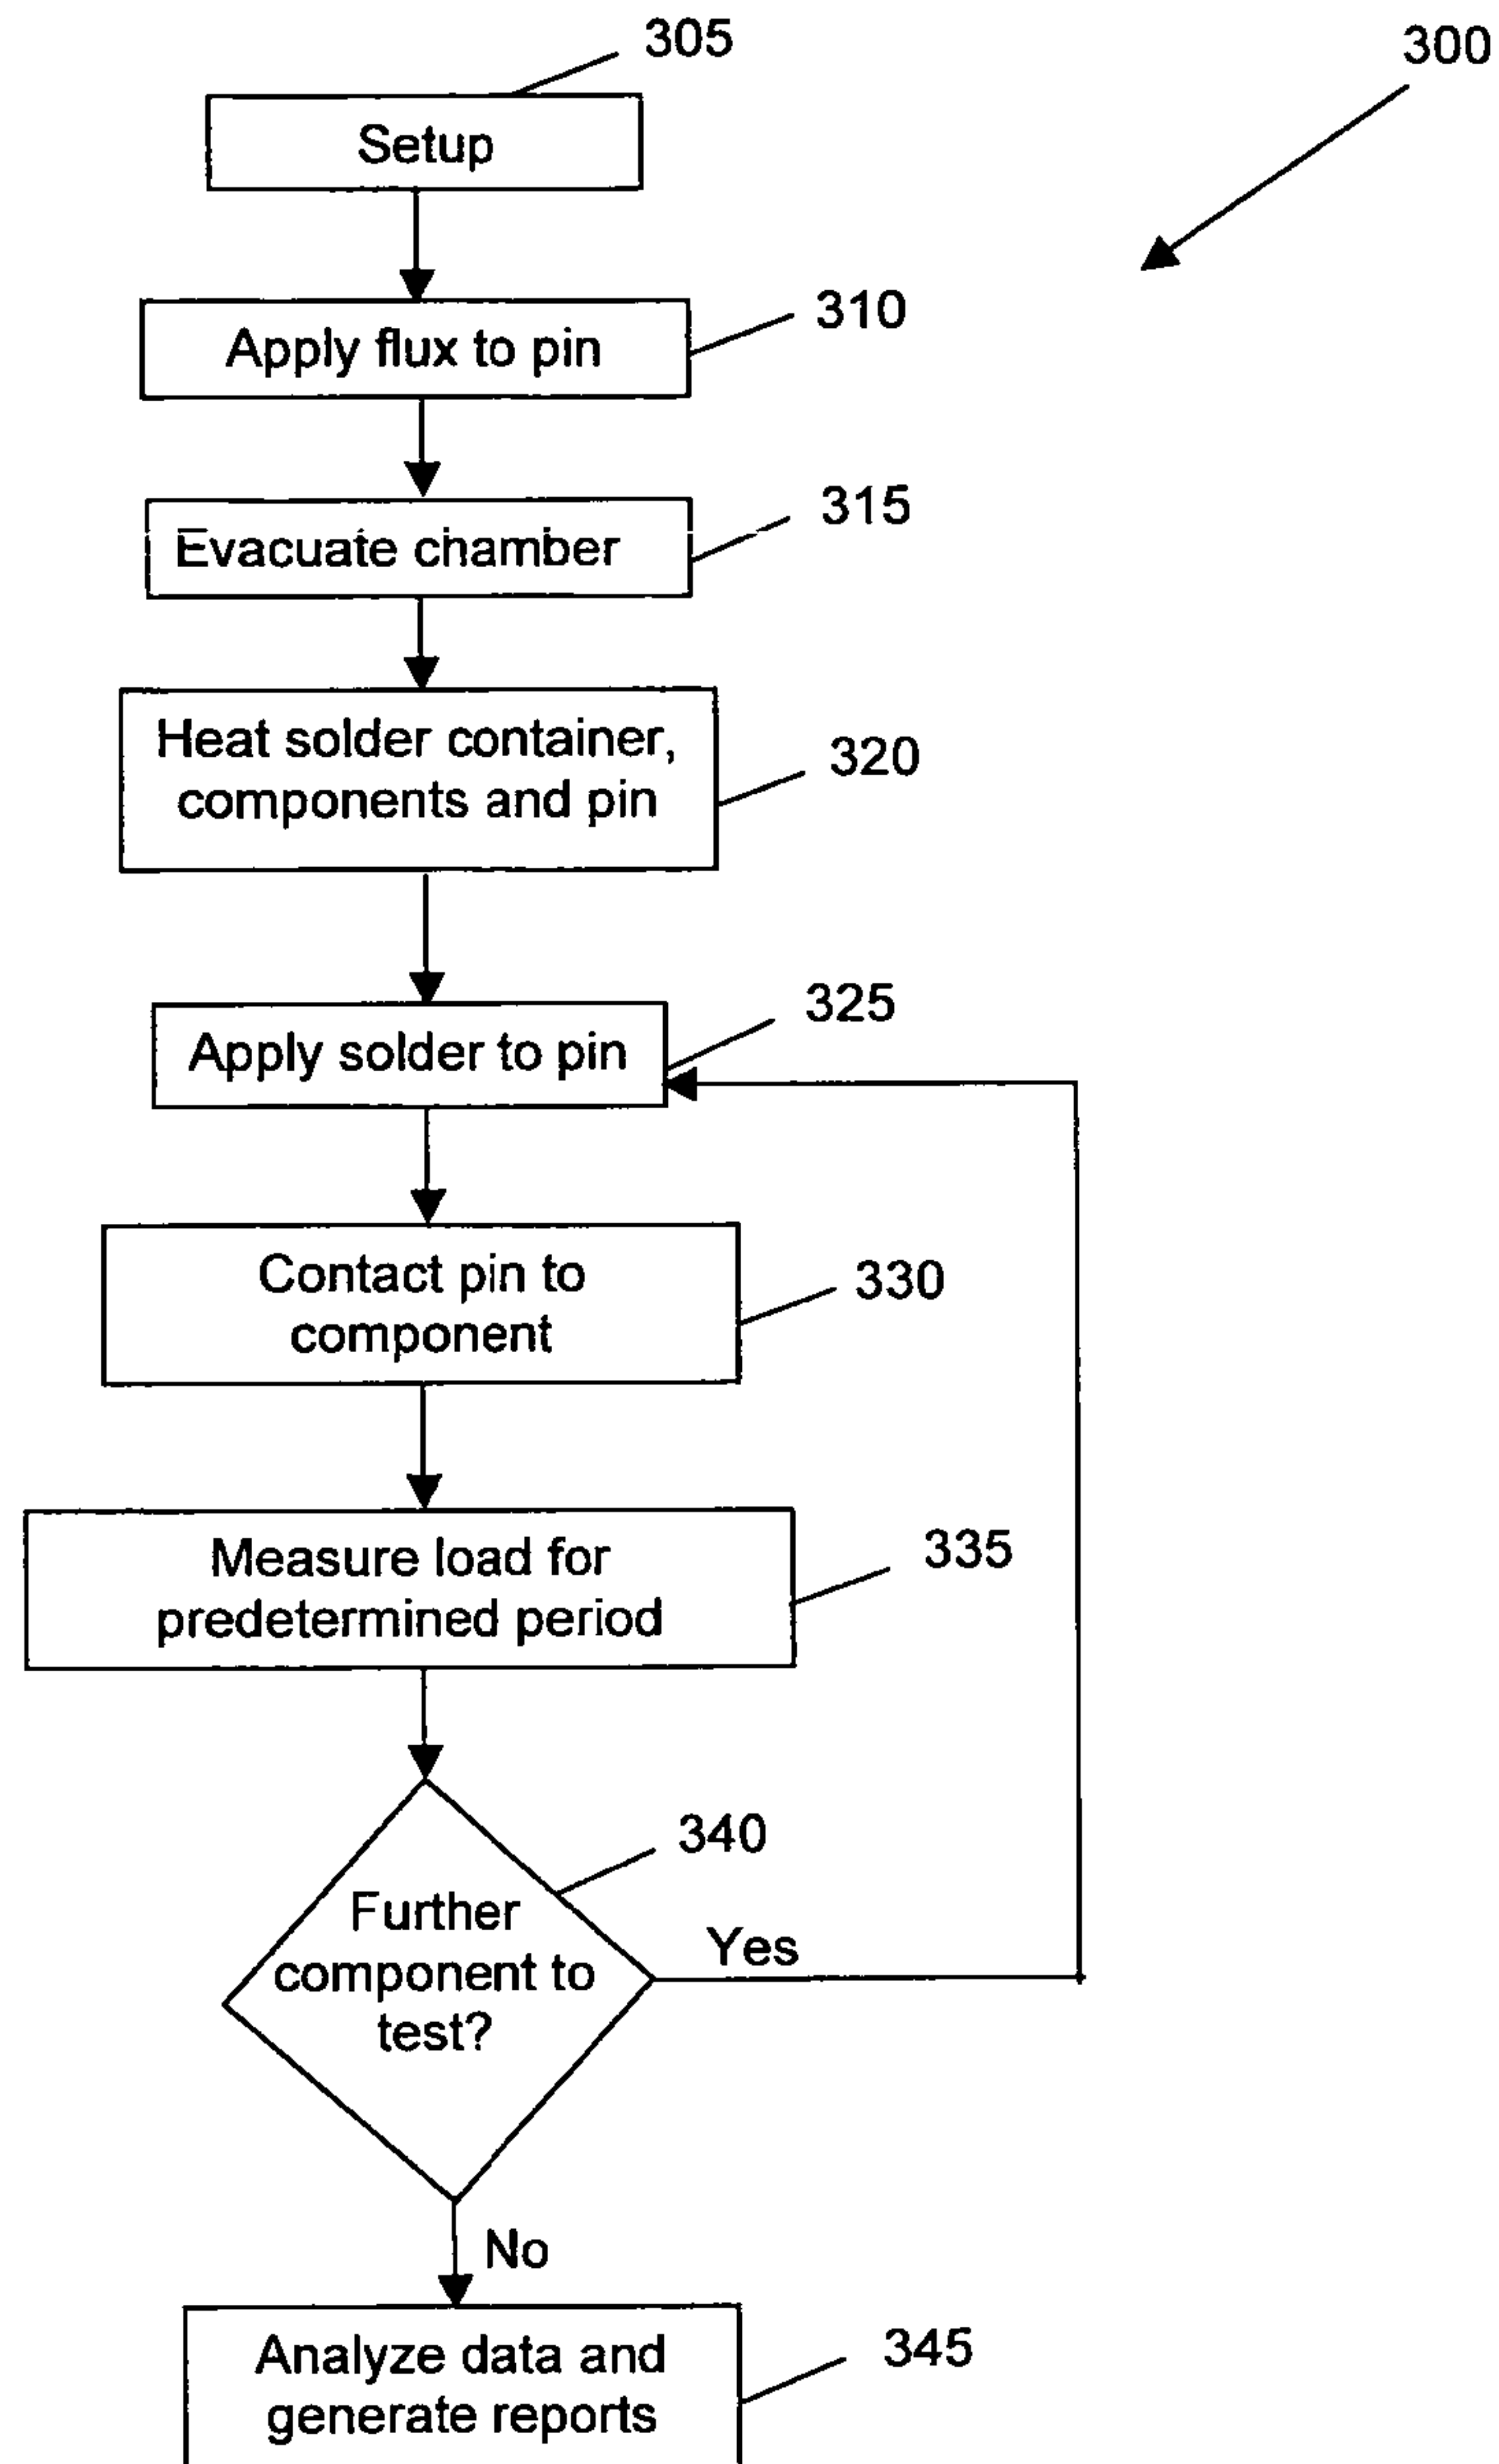 305
300
Setup
310
Apply flux to pin
315
Evacuate chamber
Heat solder container,
components and pin
320
325
Apply solder to pin
Contact pin to
component
330
Measure load for
predetermined period
335
340
Further
component to
test?
Yes
No
Analyze data and
generate reports
345